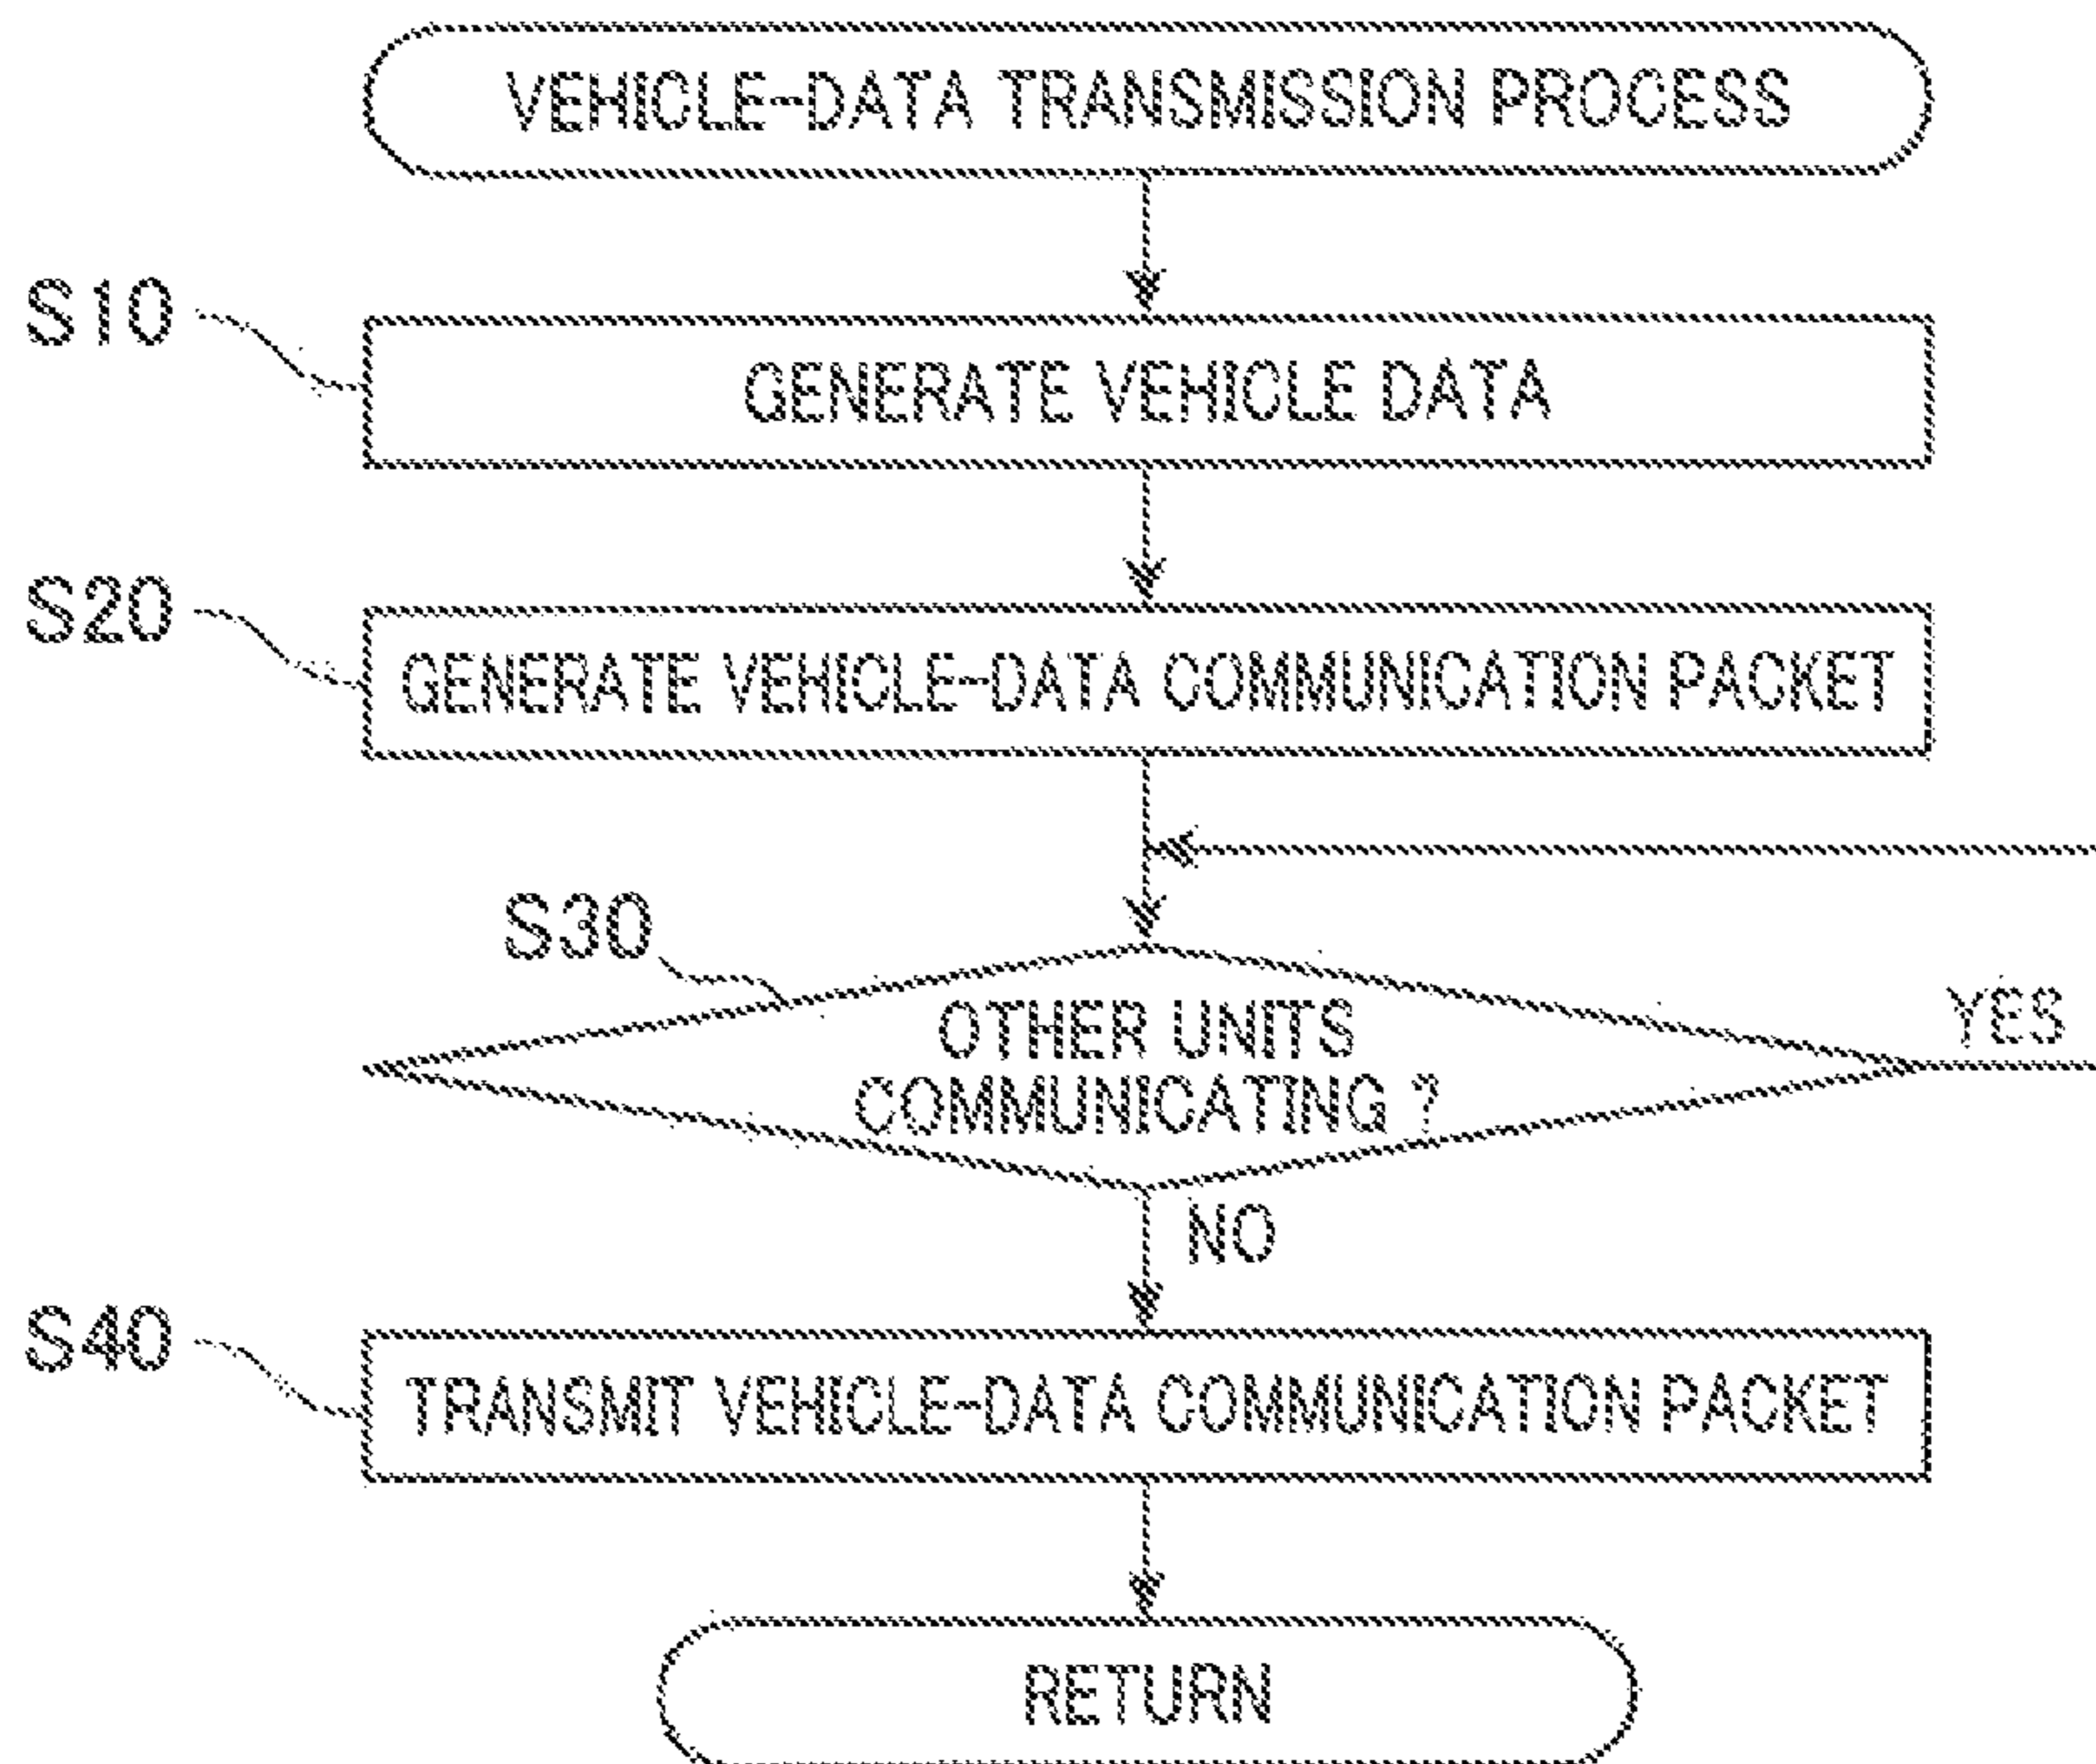 VEHICLE-DATA TRANSMISSION PROCESS
S10
GENERATE VEHICLE DATA
S20
GENERATE VEHICLE-DATA COMMUNICATION PACKET
S30
OTHER UNITS
COMMUNICATING ?
YES
NO
S40
TRANSMIT VEHICLE-DATA COMMUNICATION PACKET
RETURN